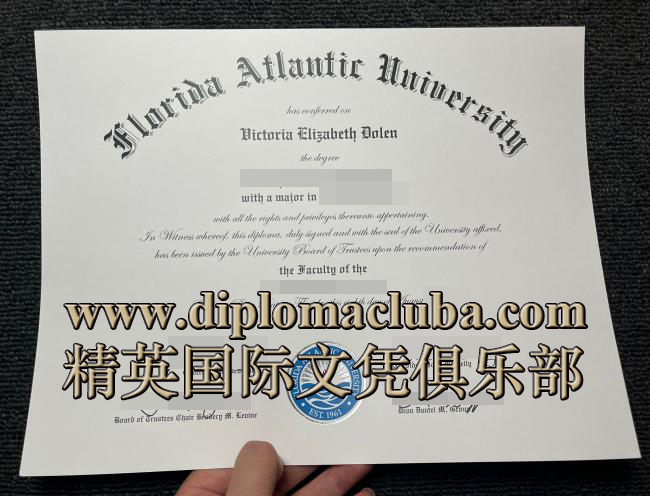 Florida Atlantic University
has conferred on
Victoria Elizabeth Dolen
the degree
with a major in
with all the rights and privileges thereunto appertaining.
In Witness whereof, this diploma, duly signed and with the seal of the University affixed,
has been issued by the University Board of Trustees upon the recommendation of
the Faculty of the
www.diplomacluba.com
精英国际文凭俱乐部
EST. 1961
Board of Trustees Chair M. Levine
Dean Daniel M.